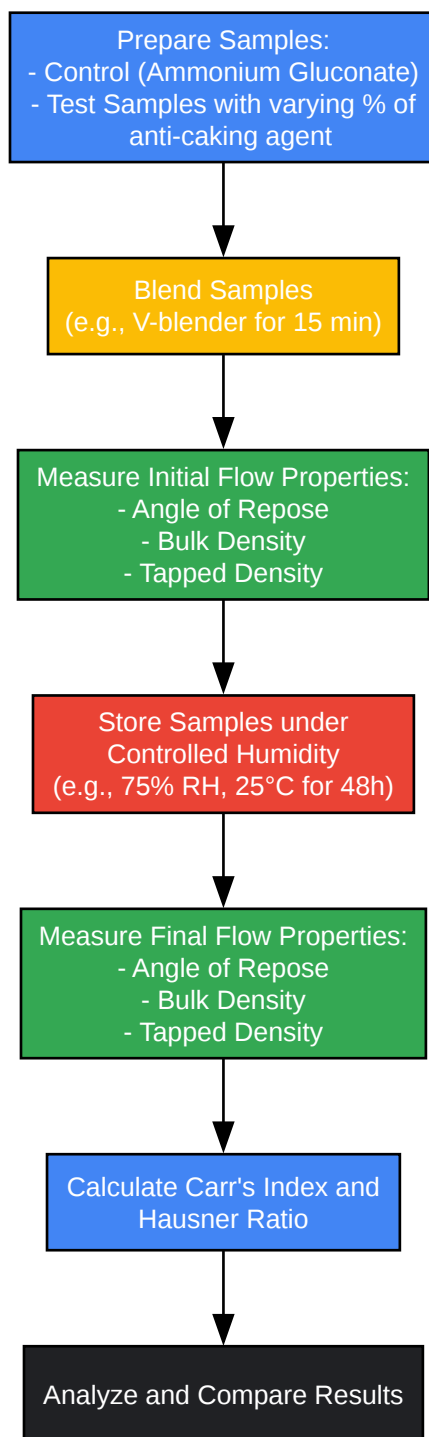 Prepare Samples:
- Control (Ammonium Gluconate)
- Test Samples with varying % of
anti-caking agent
Blend Samples
(e.g., V-blender for 15 min)
Measure Initial Flow Properties:
- Angle of Repose
- Bulk Density
- Tapped Density
Store Samples under
Controlled Humidity
(e.g., 75% RH, 25°C for 48h)
Measure Final Flow Properties:
- Angle of Repose
- Bulk Density
- Tapped Density
Calculate Carr's Index and
Hausner Ratio
Analyze and Compare Results